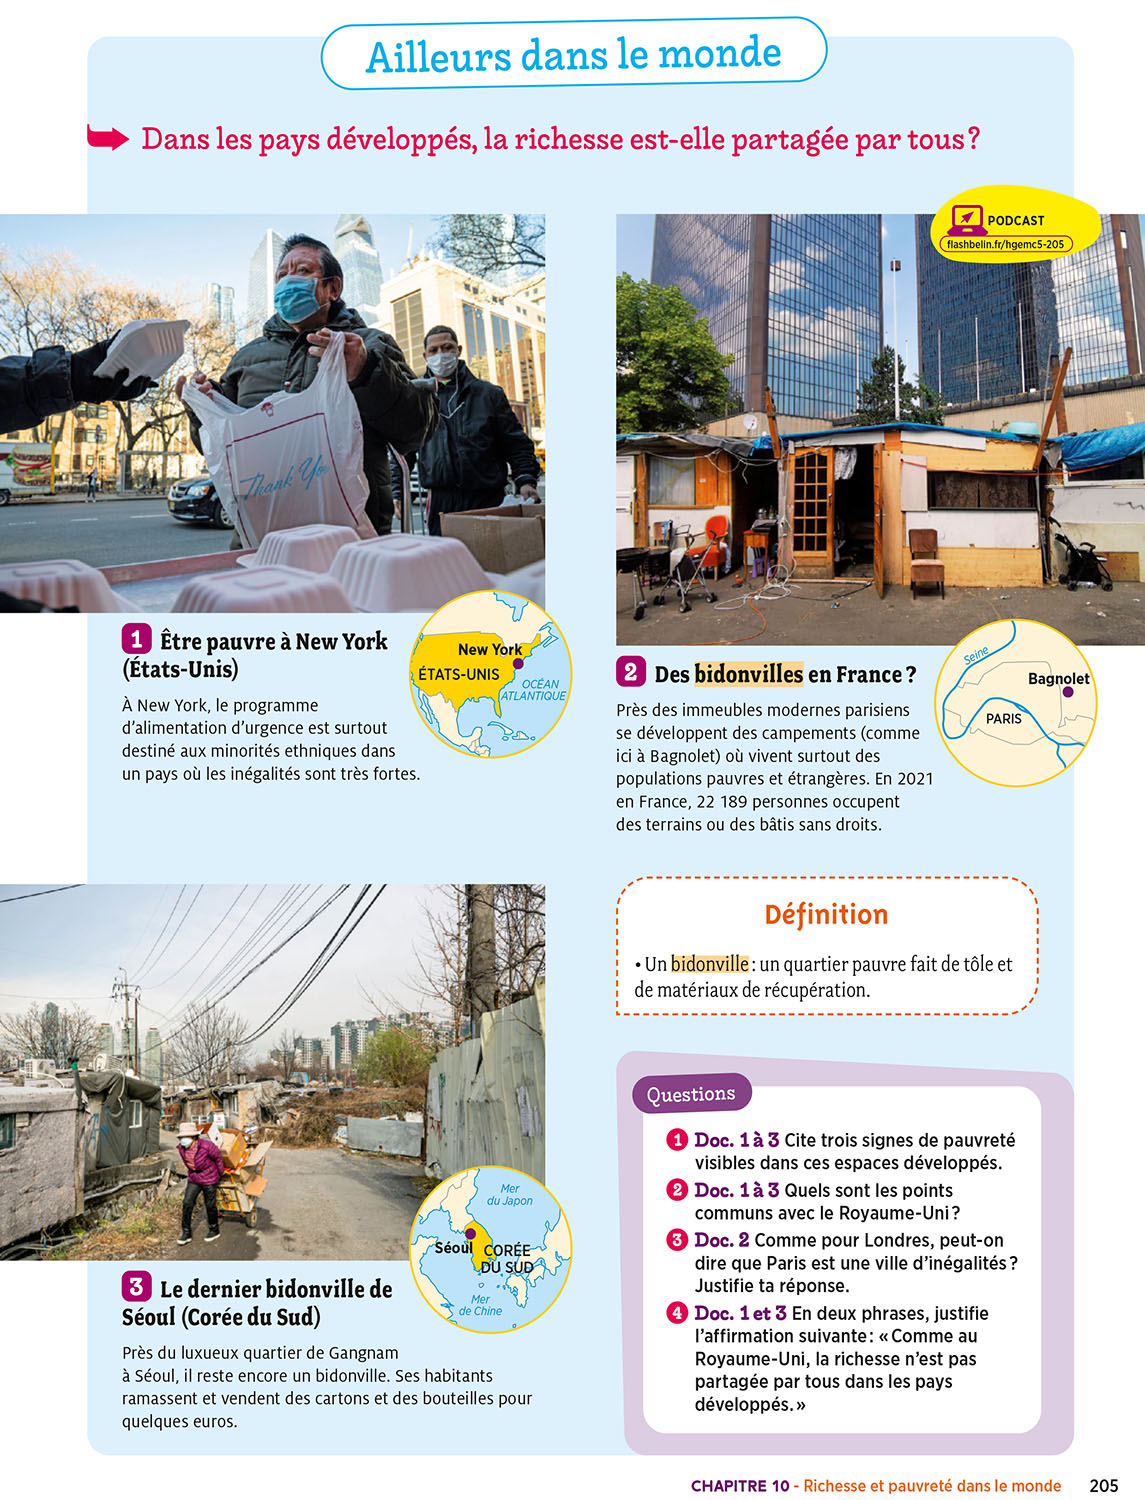 Ailleurs dans le monde
Dans les pays développés, la richesse est-elle partagée par tous ?
PODCAST
flashbelin.fr/hgemc5-205
Thank You
1 Être pauvre à New York
(États-Unis)
À New York, le programme
d'alimentation d'urgence est surtout
destiné aux minorités ethniques dans
un pays où les inégalités sont très fortes.
New York
ÉTATS-UNIS
OCÉAN
ATLANTIQUE
2 Des bidonvilles en France ?
Près des immeubles modernes parisiens
se développent des campements (comme
ici à Bagnolet) où vivent surtout des
populations pauvres et étrangères. En 2021
en France, 22 189 personnes occupent
des terrains ou des bâtis sans droits.
Seine
Bagnolet
PARIS
Définition
• Un bidonville : un quartier pauvre fait de tôle et
de matériaux de récupération.
Mer
du Japon
Séoul
CORÉE
DU SUD
Mer
de Chine
3 Le dernier bidonville de
Séoul (Corée du Sud)
Près du luxueux quartier de Gangnam
à Séoul, il reste encore un bidonville. Ses habitants
ramassent et vendent des cartons et des bouteilles pour
quelques euros.
Questions
1 Doc. 1 à 3 Cite trois signes de pauvreté
visibles dans ces espaces développés.
2 Doc. 1 à 3 Quels sont les points
communs avec le Royaume-Uni ?
3 Doc. 2 Comme pour Londres, peut-on
dire que Paris est une ville d'inégalités ?
Justifie ta réponse.
4 Doc. 1 et 3 En deux phrases, justifie
l'affirmation suivante : « Comme au
Royaume-Uni, la richesse n'est pas
partagée par tous dans les pays
développés. »
CHAPITRE 10 - Richesse et pauvreté dans le monde 205